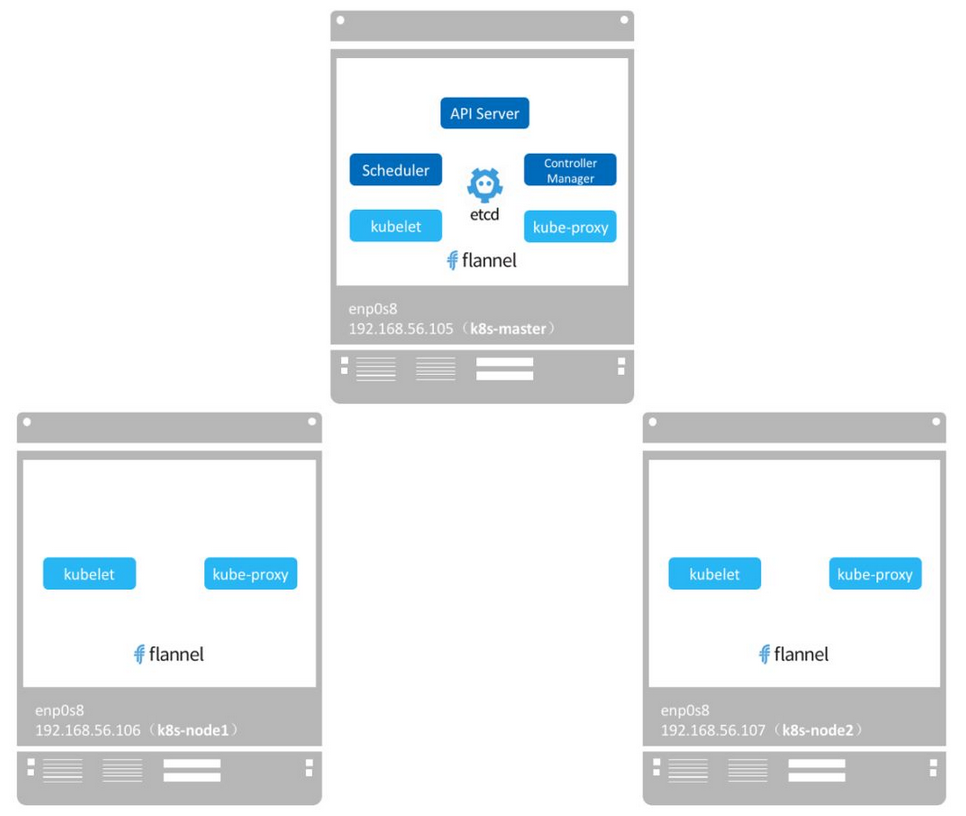 API Server
Scheduler
Controller
Manager
etcd
kubelet
kube-proxy
flannel
enp0s8
192.168.56.105（k8s-master）
kubelet
kube-proxy
flannel
enp0s8
192.168.56.106（k8s-node1）
kubelet
kube-proxy
flannel
enp0s8
192.168.56.107（k8s-node2）